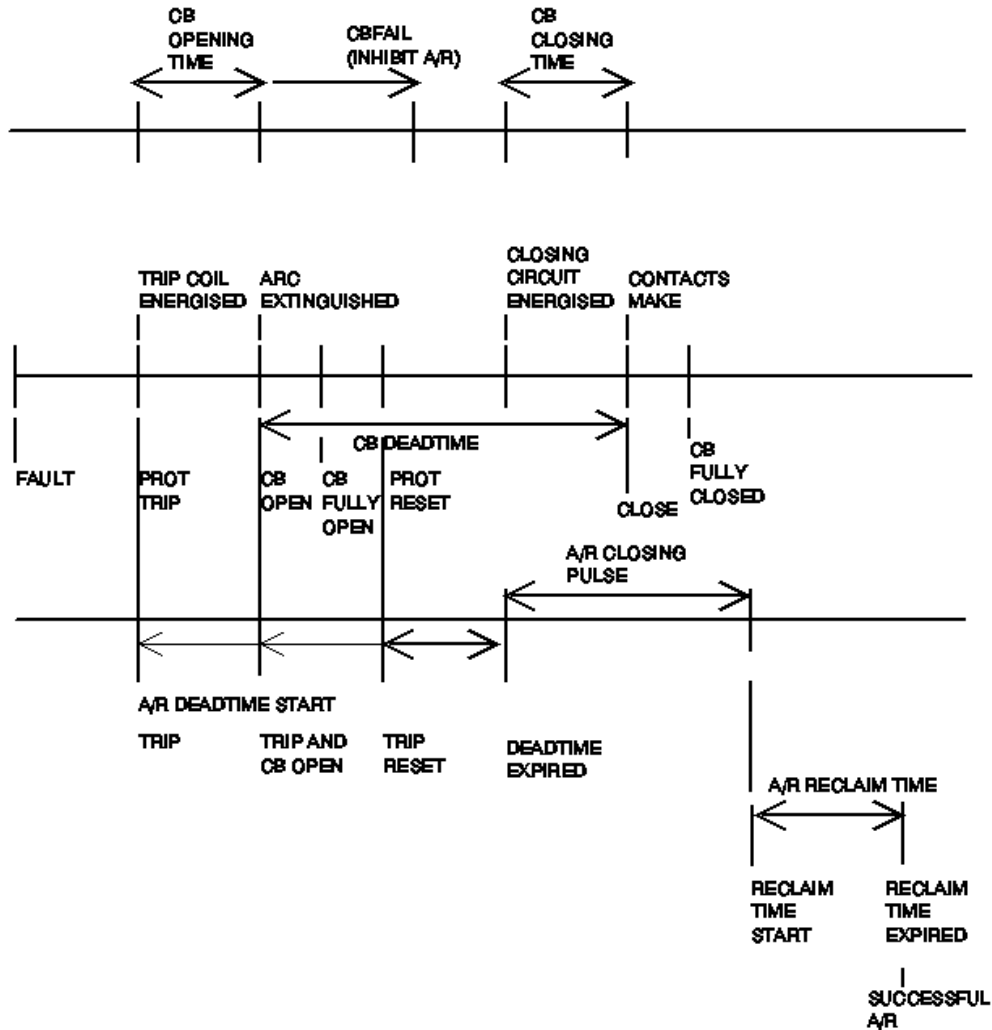 CB
OPENING
TIME
CBFAIL
(INHIBIT A/R)
CB
CLOSING
TIME
TRIP COIL
ENERGISED
ARC
EXTINGUISHED
CLOSING
CIRCUIT
ENERGISED
CONTACTS
MAKE
CB DEADTIME
FAULT
PROT
TRIP
CB
OPEN
CB
FULLY
OPEN
PROT
RESET
CLOSE
CB
FULLY
CLOSED
A/R CLOSING
PULSE
A/R DEADTIME START
TRIP
TRIP AND
CB OPEN
TRIP
RESET
DEADTIME
EXPIRED
A/R RECLAIM TIME
RECLAIM
TIME
START
RECLAIM
TIME
EXPIRED
SUCCESSFUL
A/R